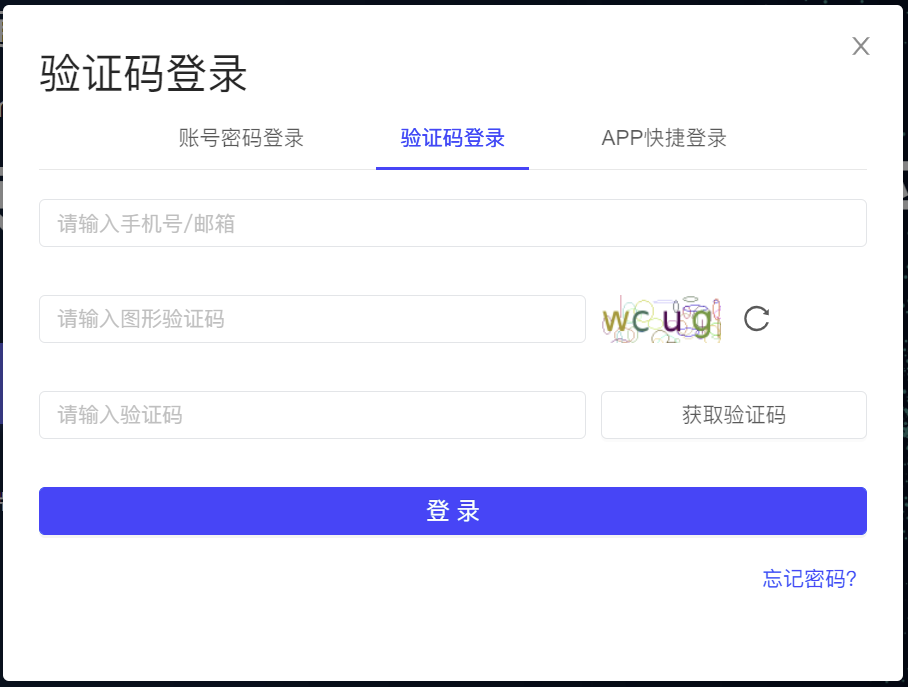 验证码登录
账号密码登录 验证码登录 APP快捷登录
请输入手机号/邮箱
请输入图形验证码 wcug
请输入验证码 获取验证码
登 录
忘记密码?